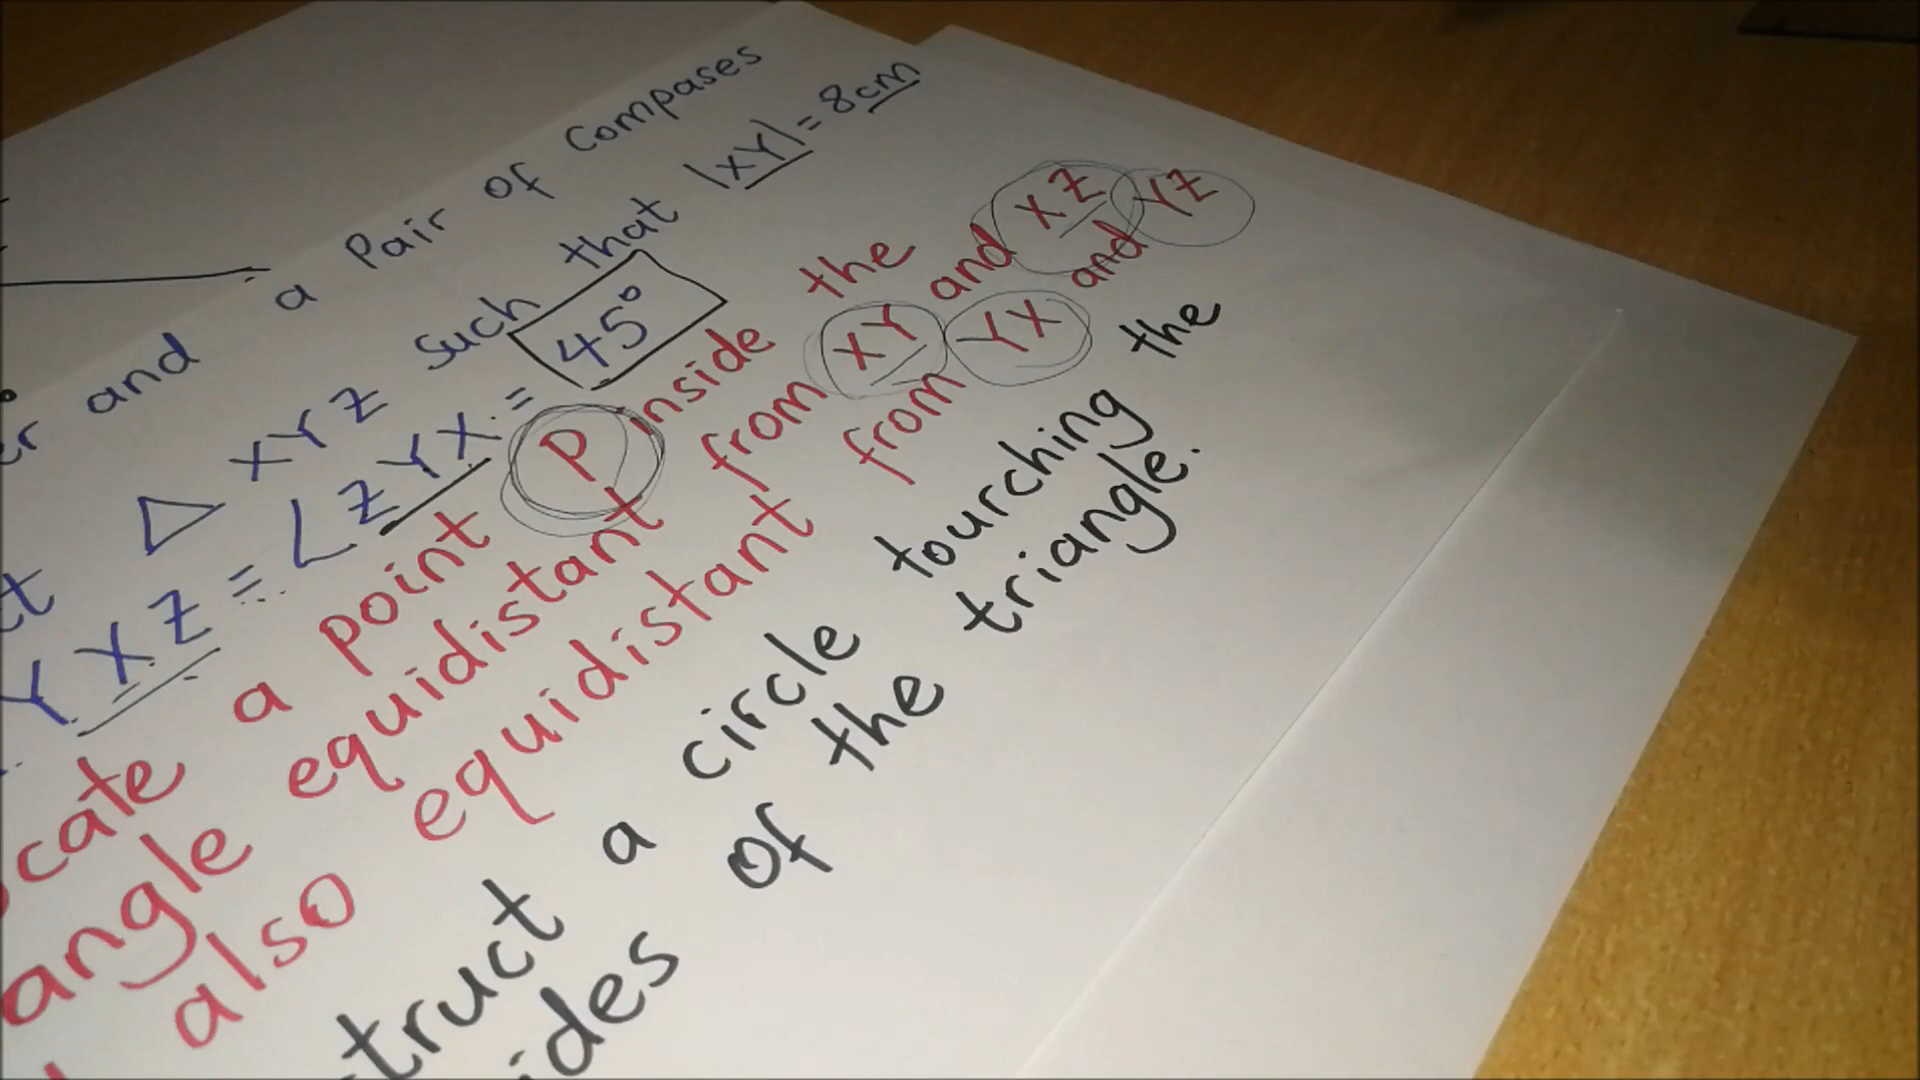 er and a Pair of Compases
ct △ XYZ such that |XY| = 8cm
YXZ = ∠ZYX = 45°
cate a point P inside the
angle equidistant from XY and XZ
also equidistant from YX and YZ
truct a circle tourching the
ides of the triangle.